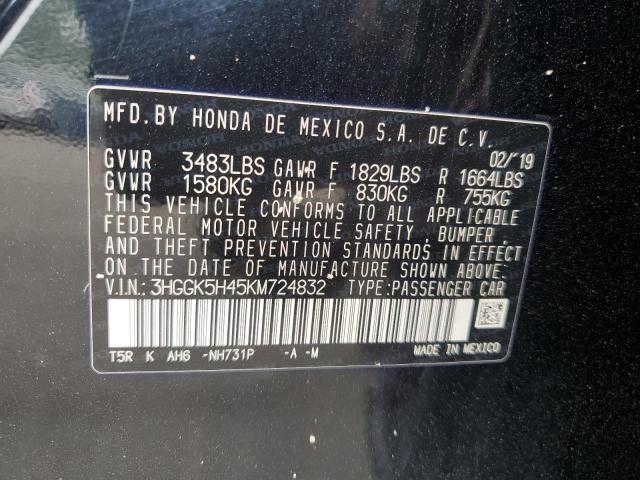 MFD.BY HONDA DE MEXICO S.A. DE C.V.
02/'19
GVWR 3483LBS GAWR F 1829LBS R 1664LBS
GVWR 1580KG GAWR F 830KG R 755KG
THIS VEHICLE CONFORMS TO ALL APPLICABLE
FEDERAL MOTOR VEHICLE SAFETY, BUMPER,
AND THEFT PREVENTION STANDARDS IN EFFECT
ON THE DATE OF MANUFACTURE SHOWN ABOVE.
V.I.N.: 3HGGK5H45KM724832 TYPE:PASSENGER CAR
T5R K AH6 -NH731P -A -M
MADE IN MEXICO